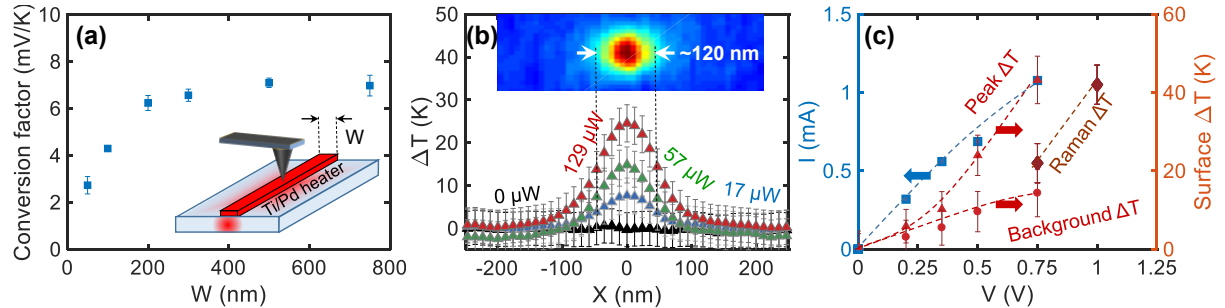 (a)
Conversion factor (mV/K)
10
8
6
4
2
0
0
200
400
600
800
W (nm)
W
Ti/Pd heater
(b)
~120 nm
ΔT (K)
50
40
30
20
10
0
-200
-100
0
100
200
X (nm)
0 µW
129 µW
57 µW
17 µW
(c)
I (mA)
1
0.5
0
0
0.25
0.5
0.75
1
1.25
V (V)
Peak ΔT
Raman ΔT
Background ΔT
60
40
20
0
Surface ΔT (K)